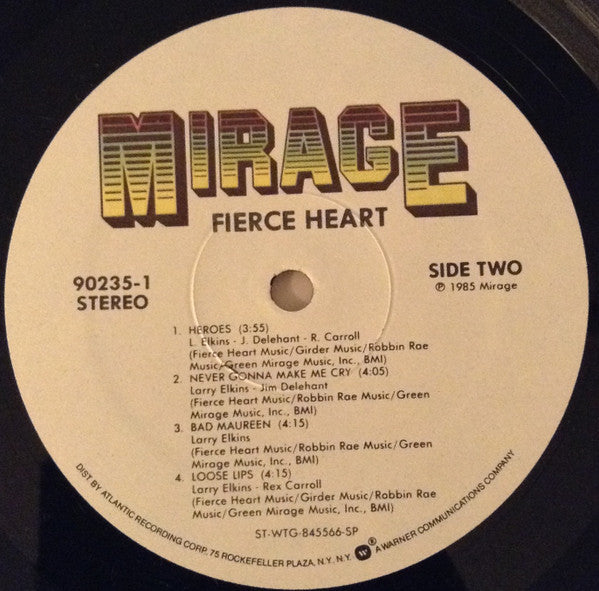 MIRAGE
FIERCE HEART
90235-1
STEREO
SIDE TWO
℗ 1985 Mirage
1. HEROES (3:55)
L. Elkins - J. Delehant - R. Carroll
(Fierce Heart Music/Girder Music/Robbin Rae
Music/Green Mirage Music, Inc., BMI)
2. NEVER GONNA MAKE ME CRY (4:05)
Larry Elkins - Jim Delehant
(Fierce Heart Music/Robbin Rae Music/Green
Mirage Music, Inc., BMI)
3. BAD MAUREEN (4:15)
Larry Elkins
(Fierce Heart Music/Robbin Rae Music/Green
Mirage Music, Inc., BMI)
4. LOOSE LIPS (4:15)
Larry Elkins - Rex Carroll
(Fierce Heart Music/Girder Music/Robbin Rae
Music/Green Mirage Music, Inc., BMI)
ST-WTG-845566-SP
DIST BY ATLANTIC RECORDING CORP. 75 ROCKEFELLER PLAZA, N.Y. N.Y. ® A WARNER COMMUNICATIONS COMPANY